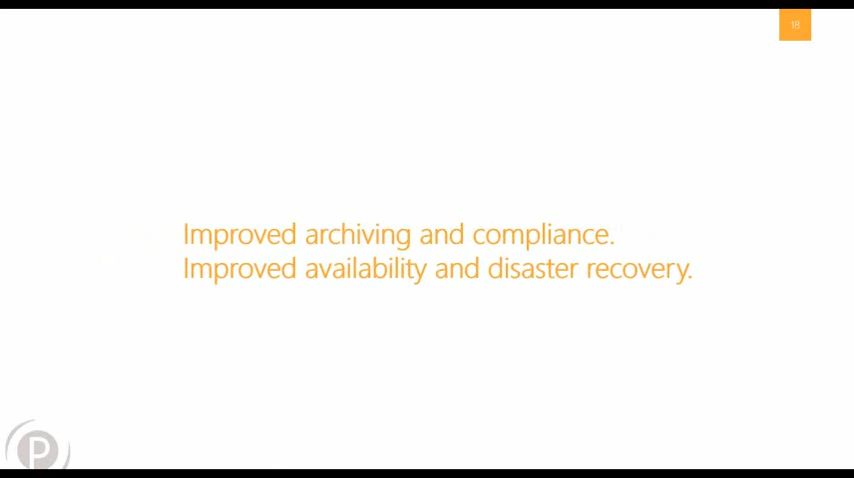 18
Improved archiving and compliance.
Improved availability and disaster recovery.
P